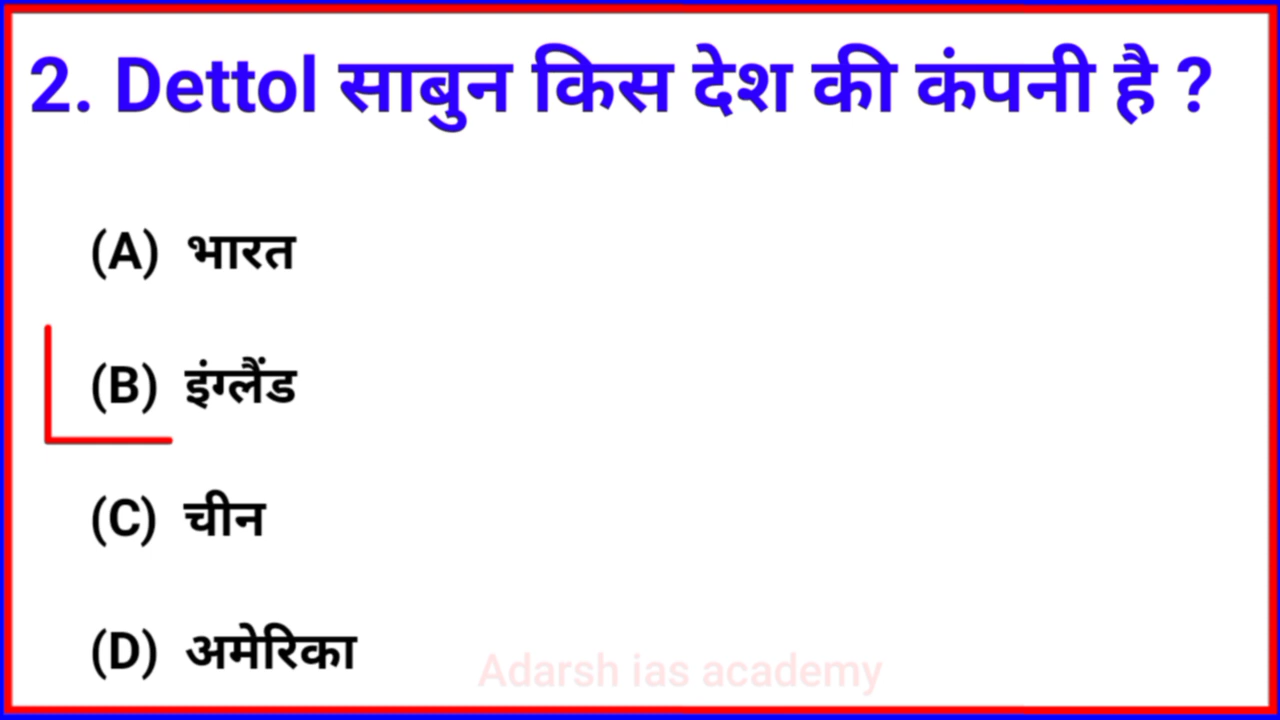 2. Dettol साबुन किस देश की कंपनी है ?
(A) भारत
(B) इंग्लैंड
(C) चीन
(D) अमेरिका
Adarsh ias academy